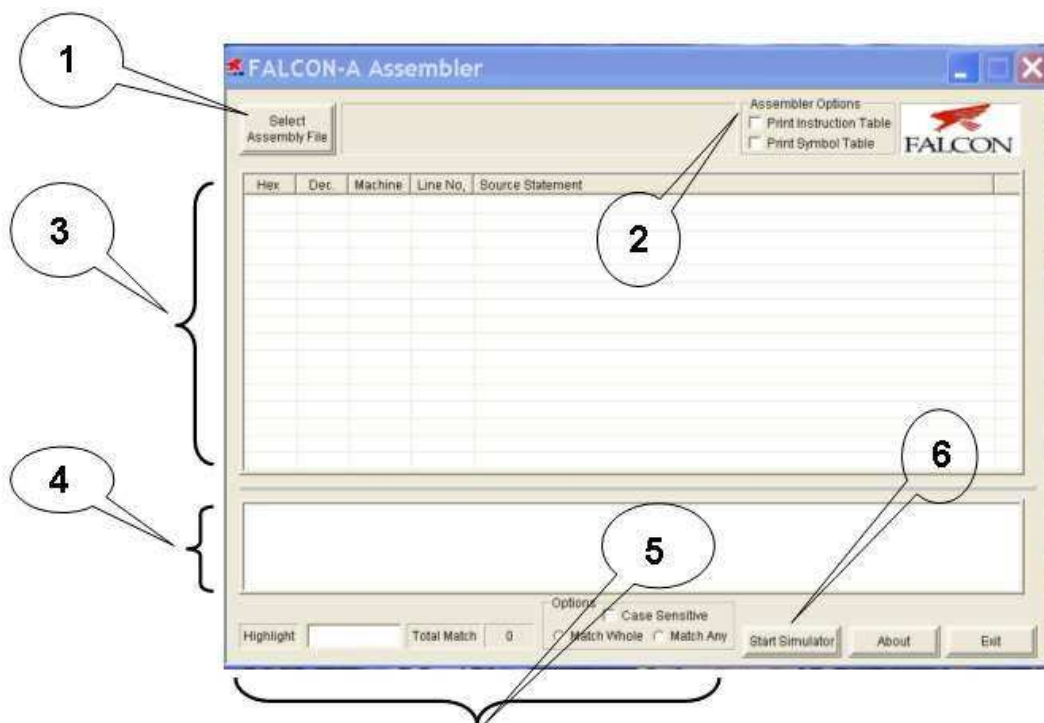 1
FALCON-A Assembler
Select
Assembly File
Assembler Options
Print Instruction Table
Print Symbol Table
FALCON
Hex Dec. Machine Line No, Source Statement
2
3
4
5
6
Options
Case Sensitive
Highlight Total Match 0 Match Whole Match Any
Start Simulator About Exit